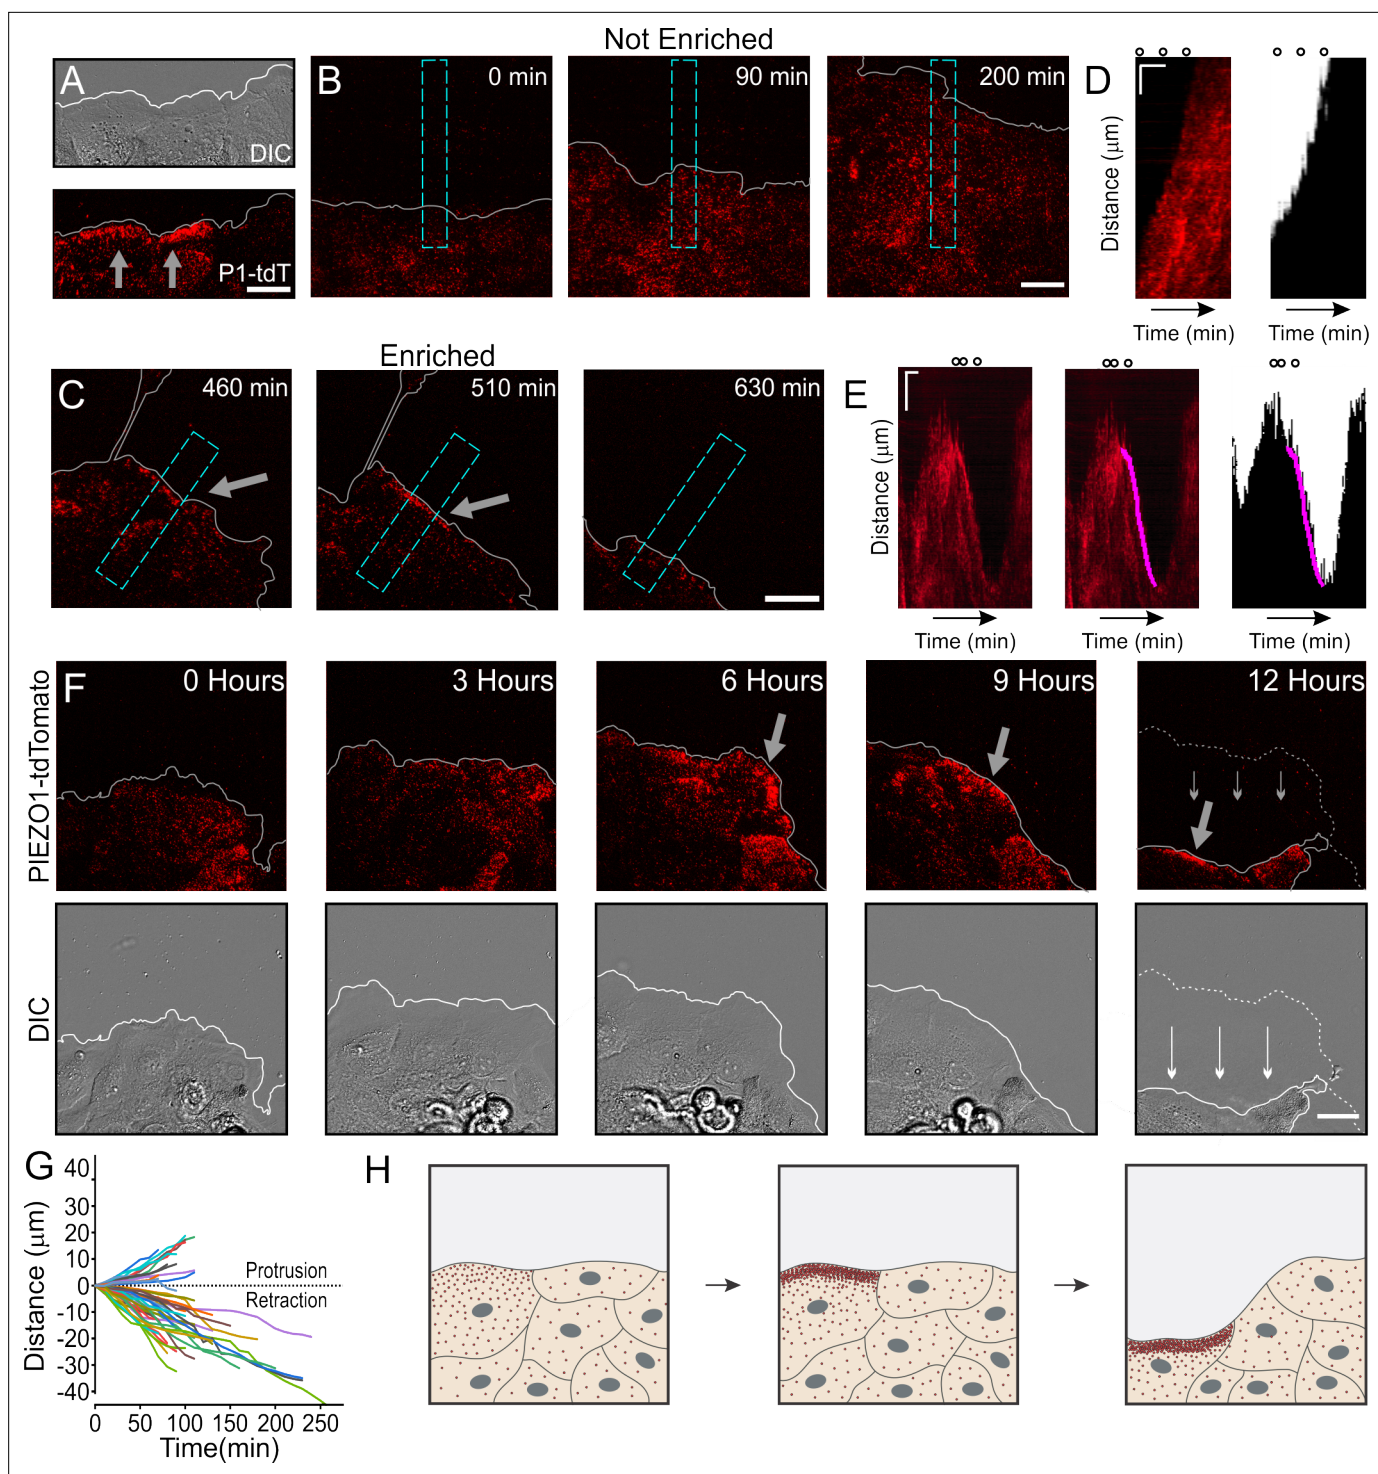 Not Enriched
A
DIC
P1-tdT
B
0 min
90 min
200 min
D
Distance (μm)
Time (min)
Time (min)
Enriched
C
460 min
510 min
630 min
E
Distance (μm)
Time (min)
Time (min)
Time (min)
PIEZO1-tdTomato
F
0 Hours
3 Hours
6 Hours
9 Hours
12 Hours
DIC
G
Distance (μm)
40
30
20
10
0
-10
-20
-30
-40
Protrusion
Retraction
0 50 100 150 200 250
Time(min)
H